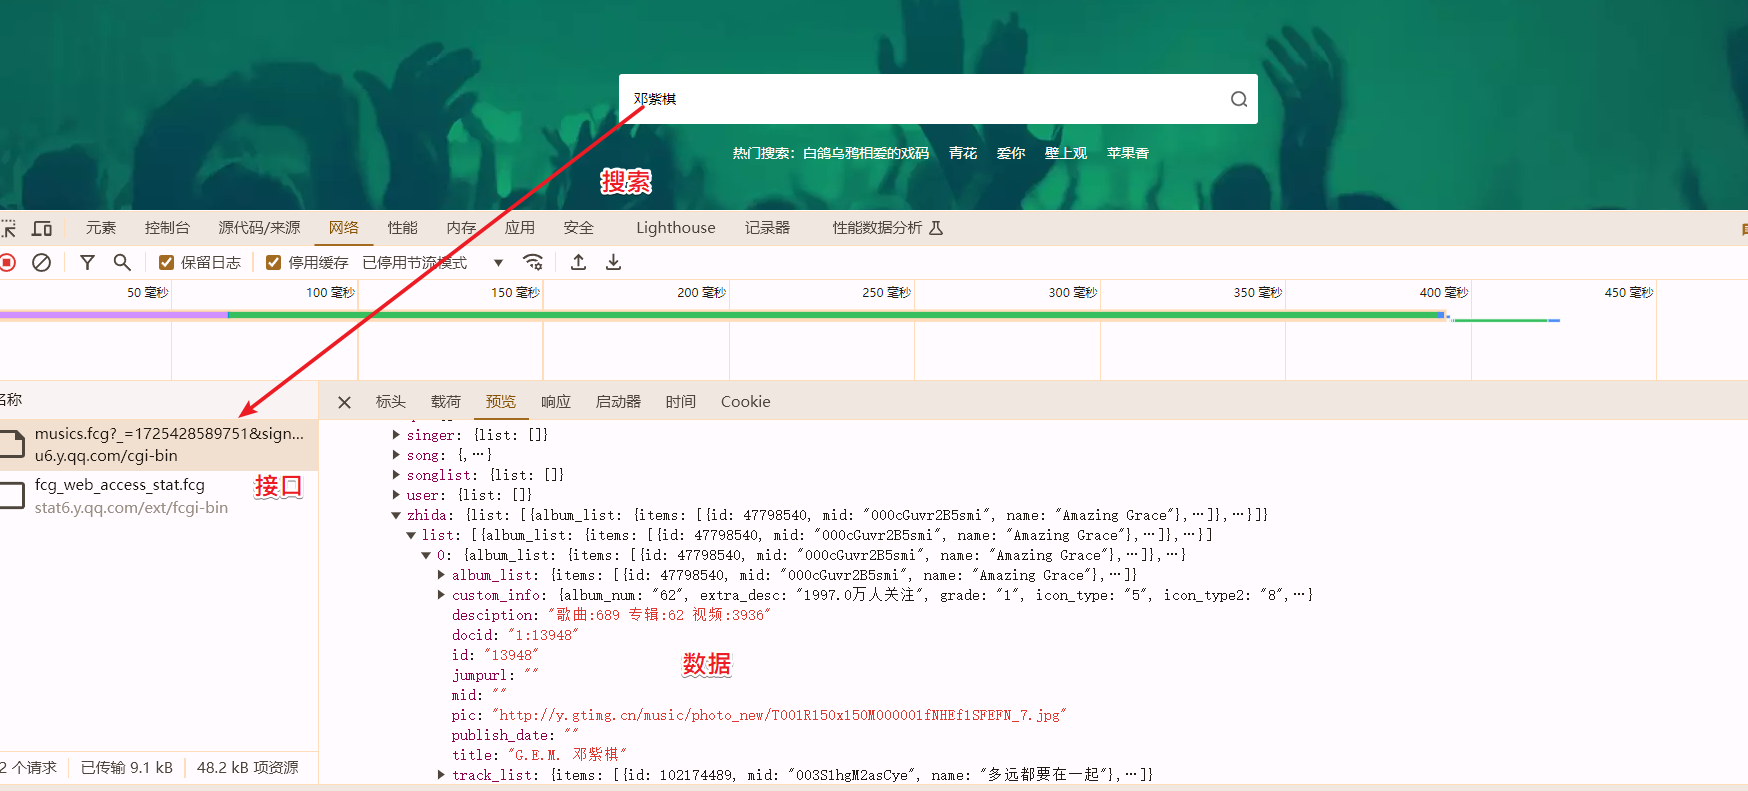 邓紫棋
热门搜索：白鸽乌鸦相爱的戏码 青花 爱你 壁上观 苹果香
搜索
元素 控制台 源代码/来源 网络 性能 内存 应用 安全 Lighthouse 记录器 性能数据分析
保留日志 停用缓存 已停用节流模式
50 毫秒 100 毫秒 150 毫秒 200 毫秒 250 毫秒 300 毫秒 350 毫秒 400 毫秒 450 毫秒
名称
musics.fcg?_=1725428589751&sign...
u6.y.qq.com/cgi-bin
fcg_web_access_stat.fcg
stat6.y.qq.com/ext/fcgi-bin
接口
2 个请求 已传输 9.1 kB 48.2 kB 项资源
标头 载荷 预览 响应 启动器 时间 Cookie
singer: {list: []}
song: {,…}
songlist: {list: []}
user: {list: []}
zhida: {list: [{album_list: {items: [{id: 47798540, mid: "000cGuvr2B5smi", name: "Amazing Grace"},…]},…}]}
list: [{album_list: {items: [{id: 47798540, mid: "000cGuvr2B5smi", name: "Amazing Grace"},…]},…}]
0: {album_list: {items: [{id: 47798540, mid: "000cGuvr2B5smi", name: "Amazing Grace"},…]},…}
album_list: {items: [{id: 47798540, mid: "000cGuvr2B5smi", name: "Amazing Grace"},…]}
custom_info: {album_num: "62", extra_desc: "1997.0万人关注", grade: "1", icon_type: "5", icon_type2: "8",…}
desciption: "歌曲:689 专辑:62 视频:3936"
docid: "1:13948"
id: "13948"
jumpurl: ""
mid: ""
pic: "http://y.gtimg.cn/music/photo_new/T001R150x150M000001fNHEf1SFEFN_7.jpg"
publish_date: ""
title: "G.E.M. 邓紫棋"
track_list: {items: [{id: 102174489, mid: "003S1hgM2asCye", name: "多远都要在一起"},…]}
数据